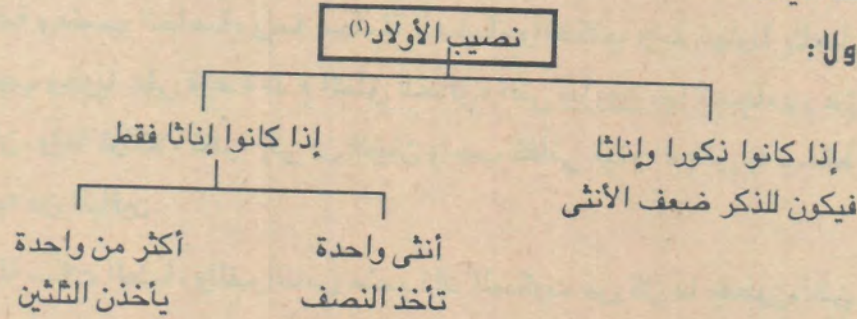 ولا:
نصيب الأولاد(١)
إذا كانوا ذكورا وإناثا
فيكون للذكر ضعف الأنثى
إذا كانوا إناثا فقط
أنثى واحدة
تأخذ النصف
أكثر من واحدة
يأخذن الثلثين